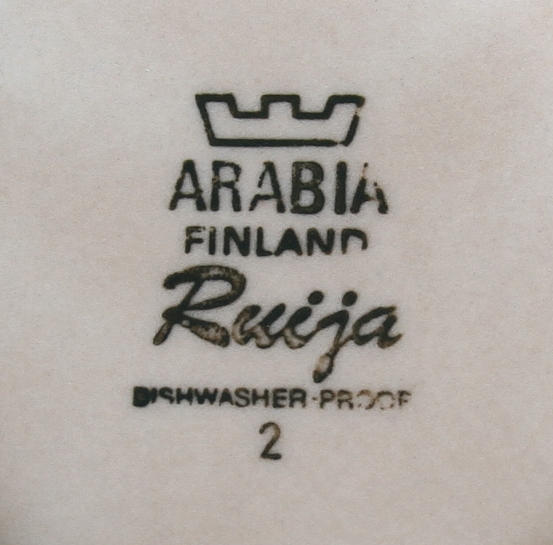 ARABIA
FINLAND
Ruija
DISHWASHER-PROOF
2